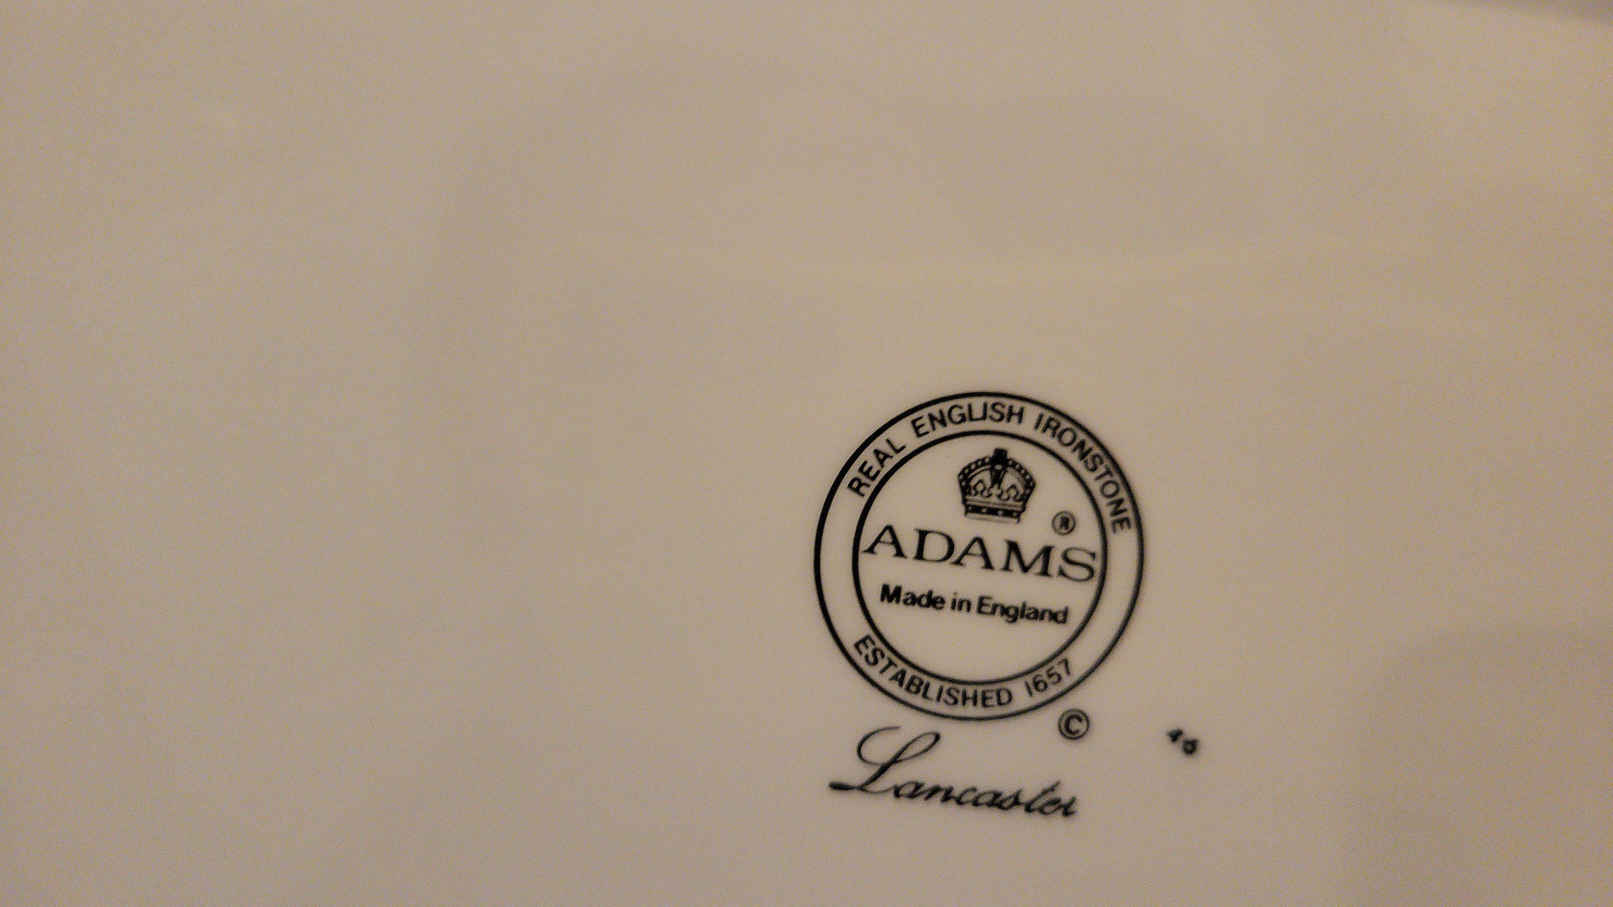 REAL ENGLISH IRONSTONE
®
ADAMS
Made in England
ESTABLISHED 1657
©
Lancaster